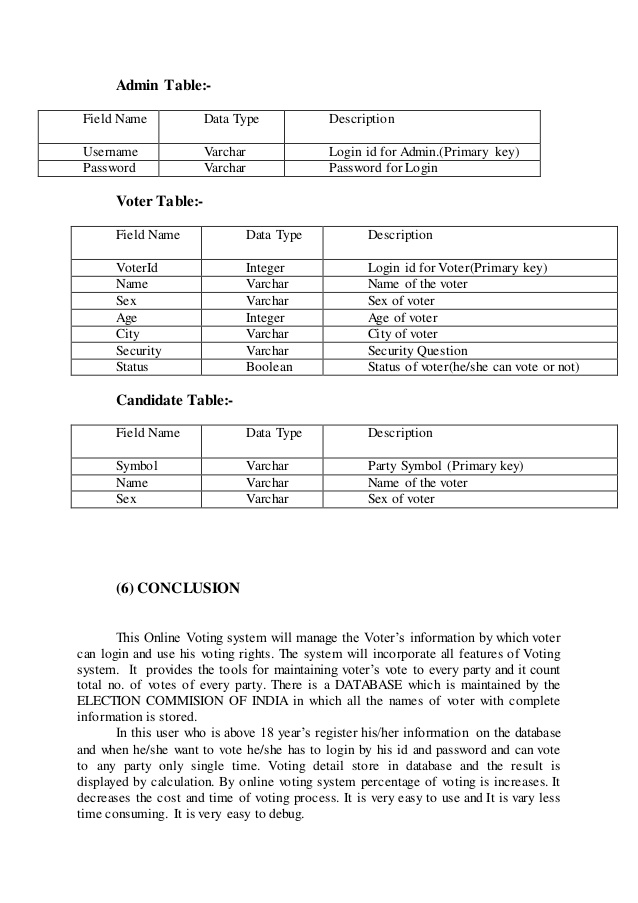 Admin Table:-
Field Name Data Type Description
Username Varchar Login id for Admin.(Primary key)
Password Varchar Password for Login
Voter Table:-
Field Name Data Type Description
VoterId Integer Login id for Voter(Primary key)
Name Varchar Name of the voter
Sex Varchar Sex of voter
Age Integer Age of voter
City Varchar City of voter
Security Varchar Security Question
Status Boolean Status of voter(he/she can vote or not)
Candidate Table:-
Field Name Data Type Description
Symbol Varchar Party Symbol (Primary key)
Name Varchar Name of the voter
Sex Varchar Sex of voter
(6) CONCLUSION
This Online Voting system will manage the Voter's information by which voter
can login and use his voting rights. The system will incorporate all features of Voting
system. It provides the tools for maintaining voter's vote to every party and it count
total no. of votes of every party. There is a DATABASE which is maintained by the
ELECTION COMMISION OF INDIA in which all the names of voter with complete
information is stored.
In this user who is above 18 year's register his/her information on the database
and when he/she want to vote he/she has to login by his id and password and can vote
to any party only single time. Voting detail store in database and the result is
displayed by calculation. By online voting system percentage of voting is increases. It
decreases the cost and time of voting process. It is very easy to use and It is vary less
time consuming. It is very easy to debug.